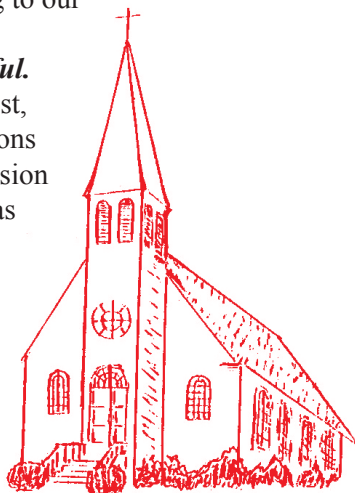 g to our
ful.
st,
ons
sion
as